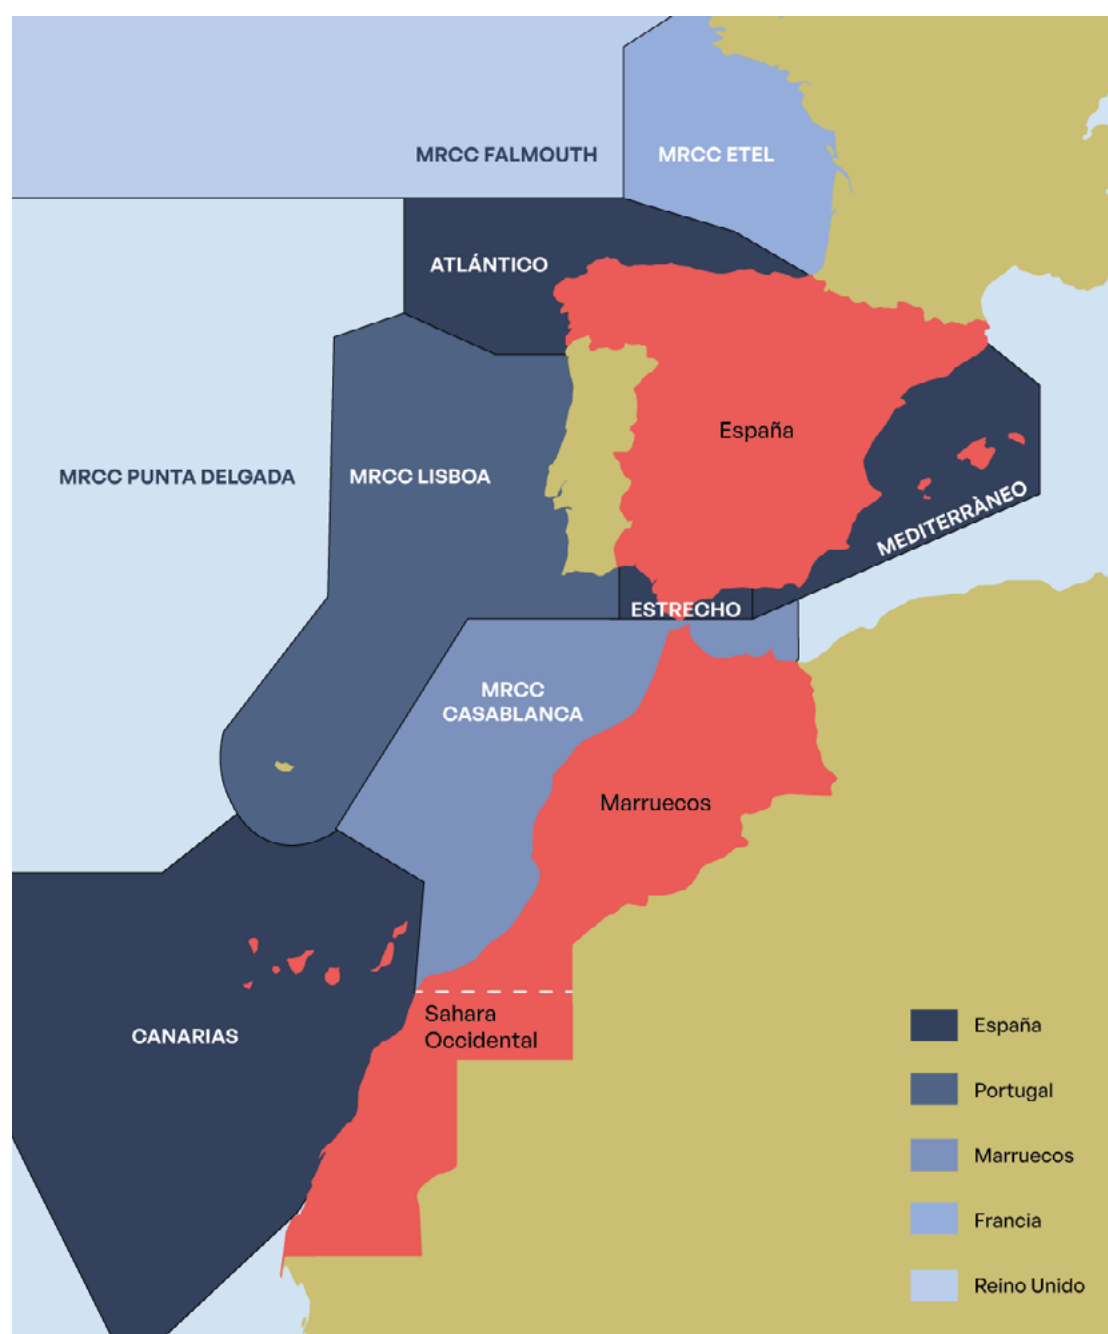 MRCC FALMOUTH
MRCC ETEL
ATLÁNTICO
España
MRCC PUNTA DELGADA
MRCC LISBOA
MEDITERRÀNEO
ESTRECHO
MRCC
CASABLANCA
Marruecos
Sahara
Occidental
CANARIAS
España
Portugal
Marruecos
Francia
Reino Unido